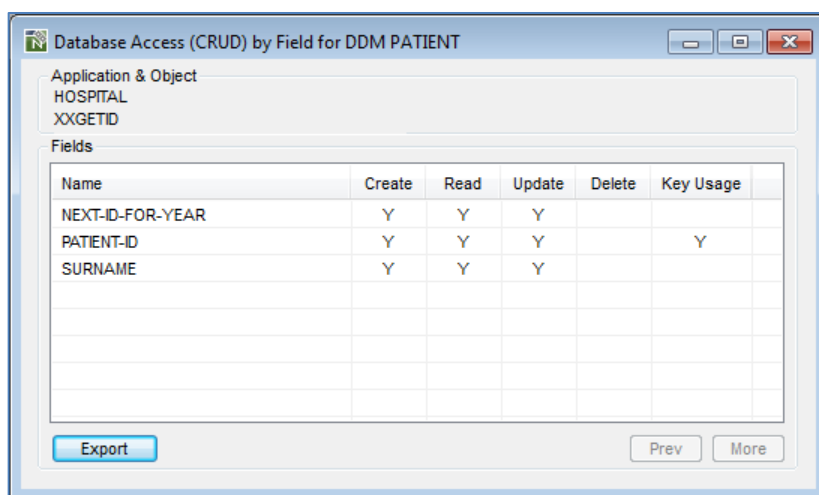 Database Access (CRUD) by Field for DDM PATIENT
Application & Object
HOSPITAL
XXGETID
Fields
Name Create Read Update Delete Key Usage
NEXT-ID-FOR-YEAR Y Y Y
PATIENT-ID Y Y Y Y
SURNAME Y Y Y
Export Prev More